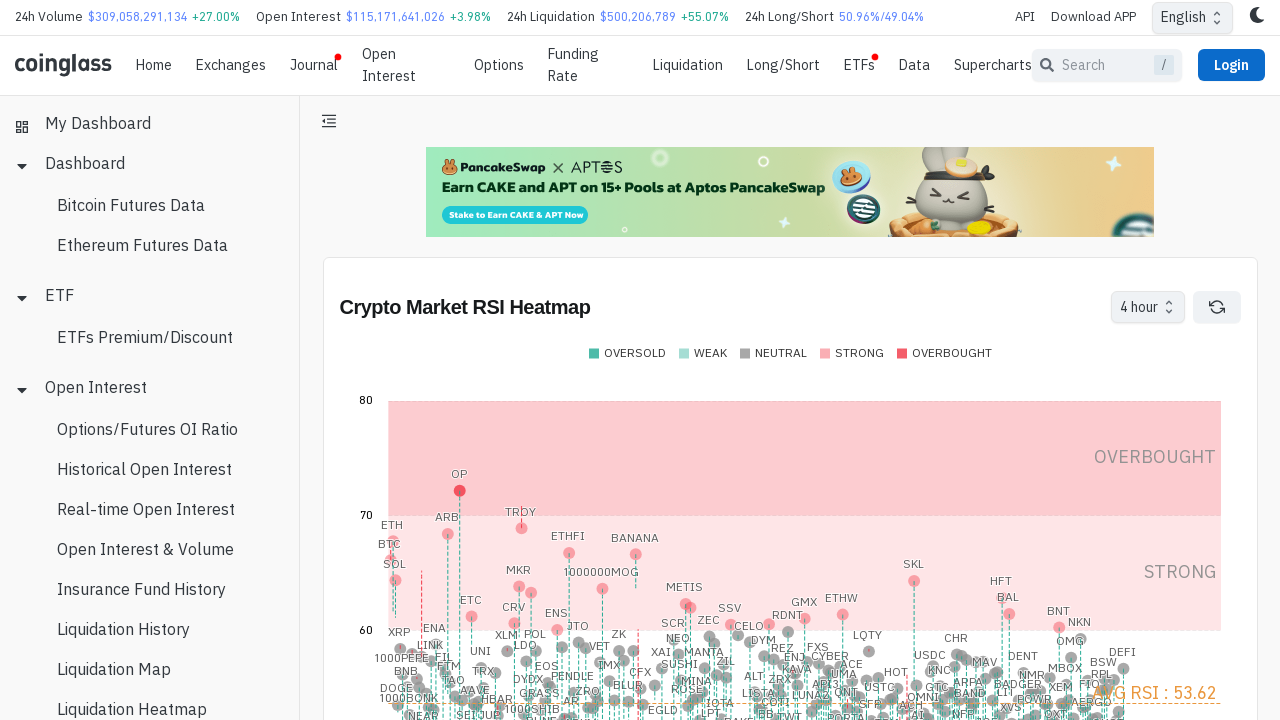 24h Volume $309,058,291,134 +27.00% Open Interest $115,171,641,026 +3.98% 24h Liquidation $500,206,789 +55.07% 24h Long/Short 50.96%/49.04% API Download APP English
coinglass Home Exchanges Journal Open Interest Options Funding Rate Liquidation Long/Short ETFs Data Supercharts Search / Login
My Dashboard
Dashboard
Bitcoin Futures Data
Ethereum Futures Data
ETF
ETFs Premium/Discount
Open Interest
Options/Futures OI Ratio
Historical Open Interest
Real-time Open Interest
Open Interest & Volume
Insurance Fund History
Liquidation History
Liquidation Map
Liquidation Heatmap
PancakeSwap X APTOS
Earn CAKE and APT on 15+ Pools at Aptos PancakeSwap
Stake to Earn CAKE & APT Now
Crypto Market RSI Heatmap
4 hour
OVERSOLD WEAK NEUTRAL STRONG OVERBOUGHT
80
OVERBOUGHT
OP
70
TROY
ARB
ETH
ETHFI BANANA
BTC
SOL MKR 1000000MOG SKL
STRONG
METIS HFT
ETC CRV ENS SSV GMX ETHW BAL
RDNT BNT
60
XRP ENA XLM POL JTO ZK SCR ZEC CELO LQTY NKN
LINK LDO VET NEO DYM REZ FXS CHR OMG
1000PEPE FIL UNI XAI MANTA ENJ CYBER USDC DENT DEFI
BNB FTM TRX EOS TMX CFX SUSHI ZIL KAVA ACE HOT KNC MAV MBOX BSW
TAO DYDX PENDLE ALT ZRX UMA NMR RPL
DOGE AAVE GRASS ZRO BLUR MINA ROSE LISTA API3 USTC GTC ARPA BADGER XEM
1000BONK HBAR AR IOTA COTI LUNA2 BAND LIT POWR
NEAR SEI JUP 1000SHIB EGLD LPT TWT PORTAL ACH OMNI XVS OXT AERGO
AVG RSI : 53.62